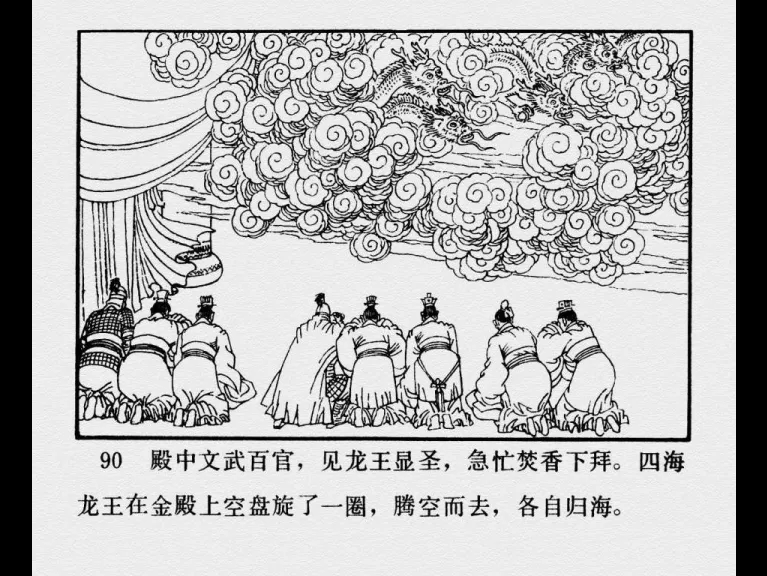 90 殿中文武百官，见龙王显圣，急忙焚香下拜。四海
龙王在金殿上空盘旋了一圈，腾空而去，各自归海。